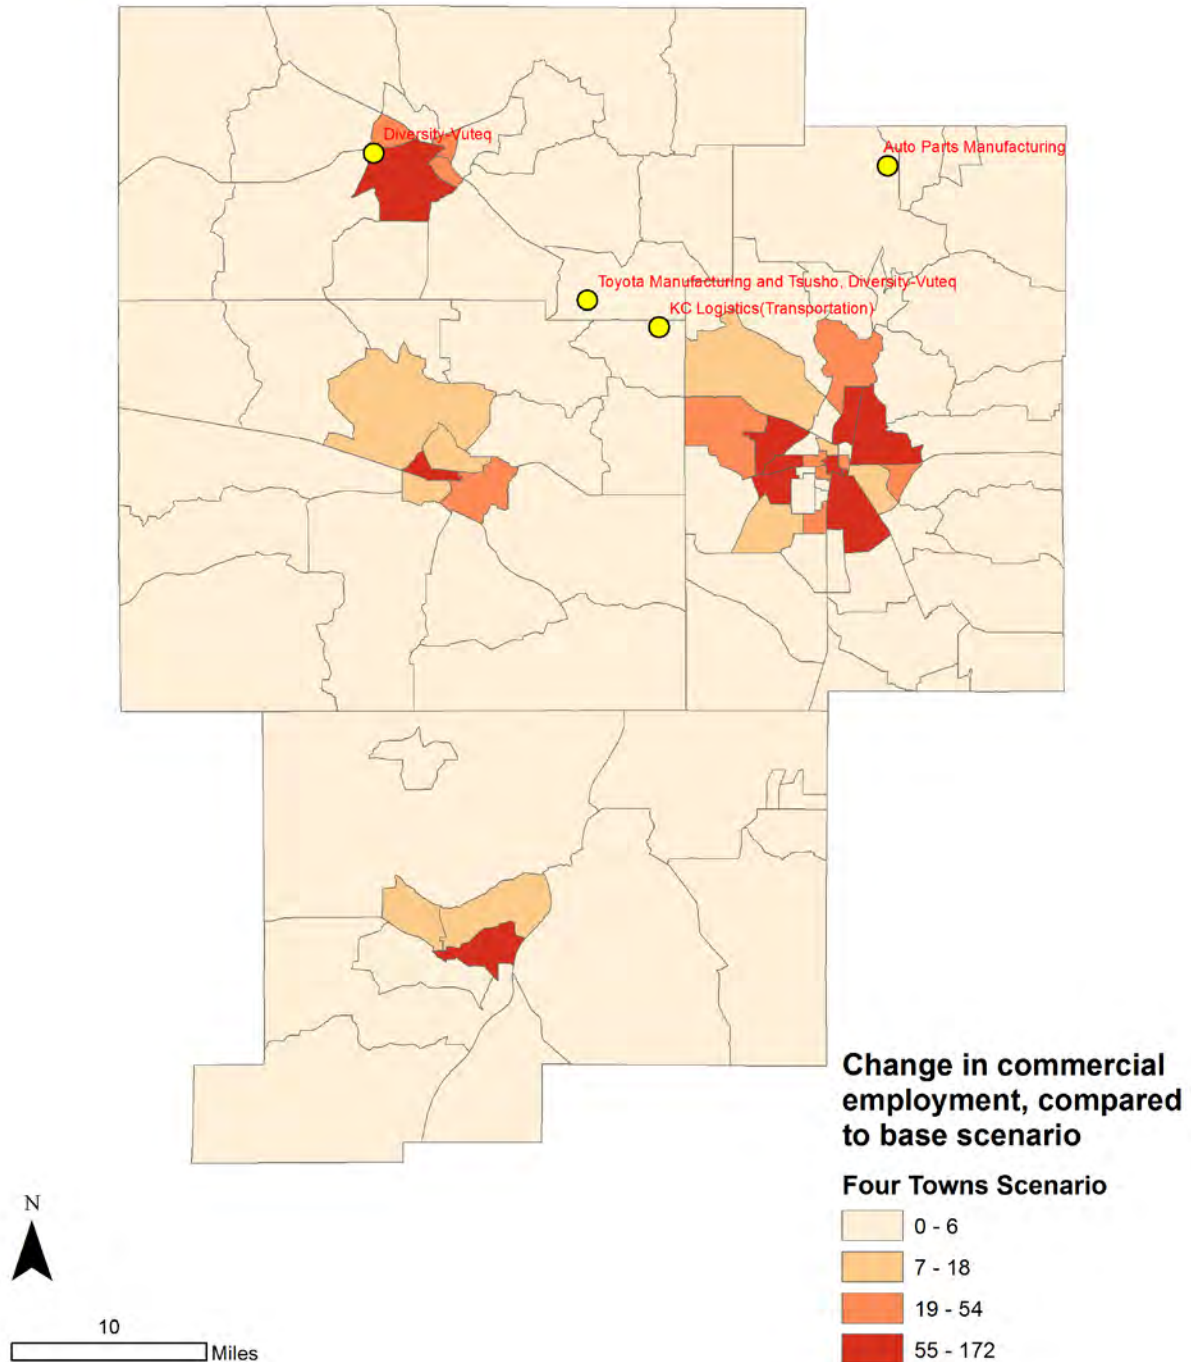 Diversity-Vuteq
Auto Parts Manufacturing
Toyota Manufacturing and Tsusho, Diversity-Vuteq
KC Logistics(Transportation)
Change in commercial
employment, compared
to base scenario
Four Towns Scenario
0 - 6
7 - 18
19 - 54
55 - 172
N
10
Miles